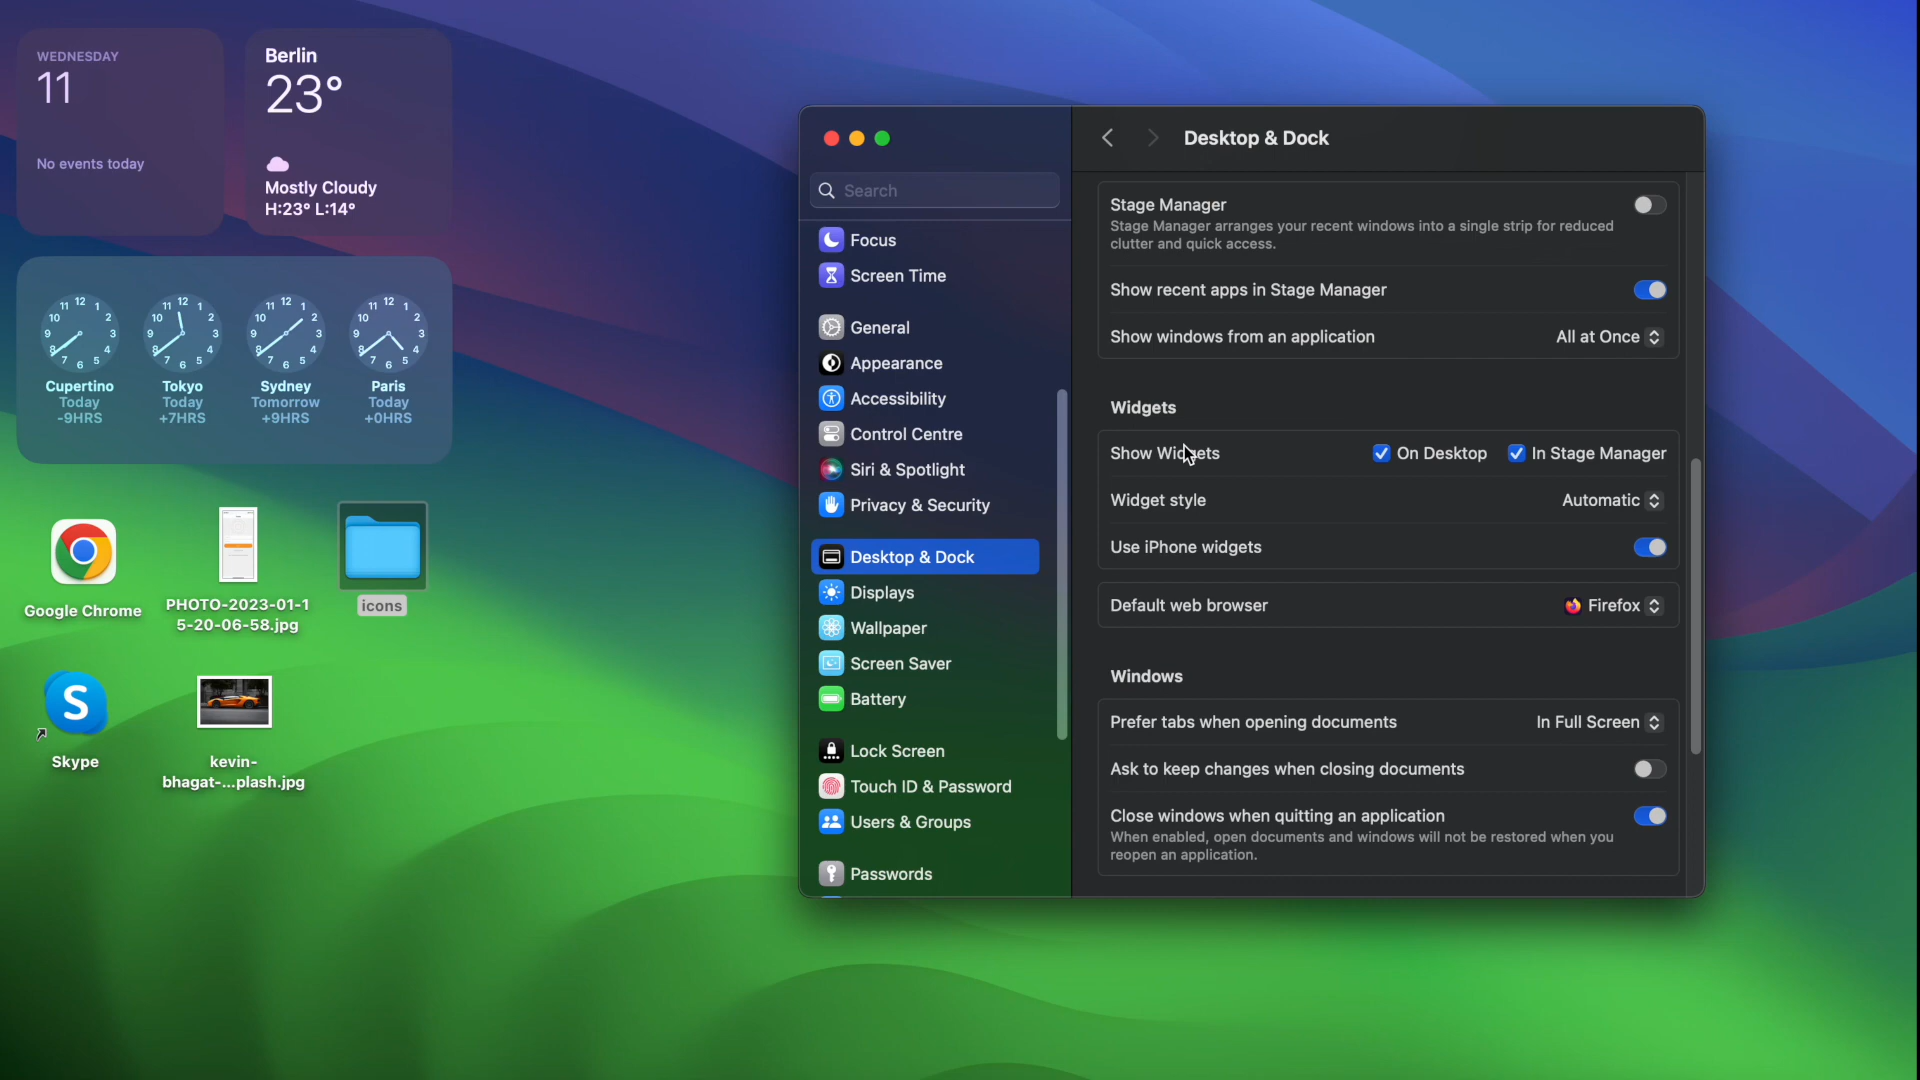 WEDNESDAY
11
No events today
Berlin
23°
Mostly Cloudy
H:23° L:14°
Cupertino
Today
-9HRS
Tokyo
Today
+7HRS
Sydney
Tomorrow
+9HRS
Paris
Today
+0HRS
Google Chrome
PHOTO-2023-01-1
5-20-06-58.jpg
icons
S
Skype
kevin-
bhagat-...plash.jpg
Search
Focus
Screen Time
General
Appearance
Accessibility
Control Centre
Siri & Spotlight
Privacy & Security
Desktop & Dock
Displays
Wallpaper
Screen Saver
Battery
Lock Screen
Touch ID & Password
Users & Groups
Passwords
Desktop & Dock
Stage Manager
Stage Manager arranges your recent windows into a single strip for reduced
clutter and quick access.
Show recent apps in Stage Manager
Show windows from an application All at Once
Widgets
Show Widgets On Desktop In Stage Manager
Widget style Automatic
Use iPhone widgets
Default web browser Firefox
Windows
Prefer tabs when opening documents In Full Screen
Ask to keep changes when closing documents
Close windows when quitting an application
When enabled, open documents and windows will not be restored when you
reopen an application.